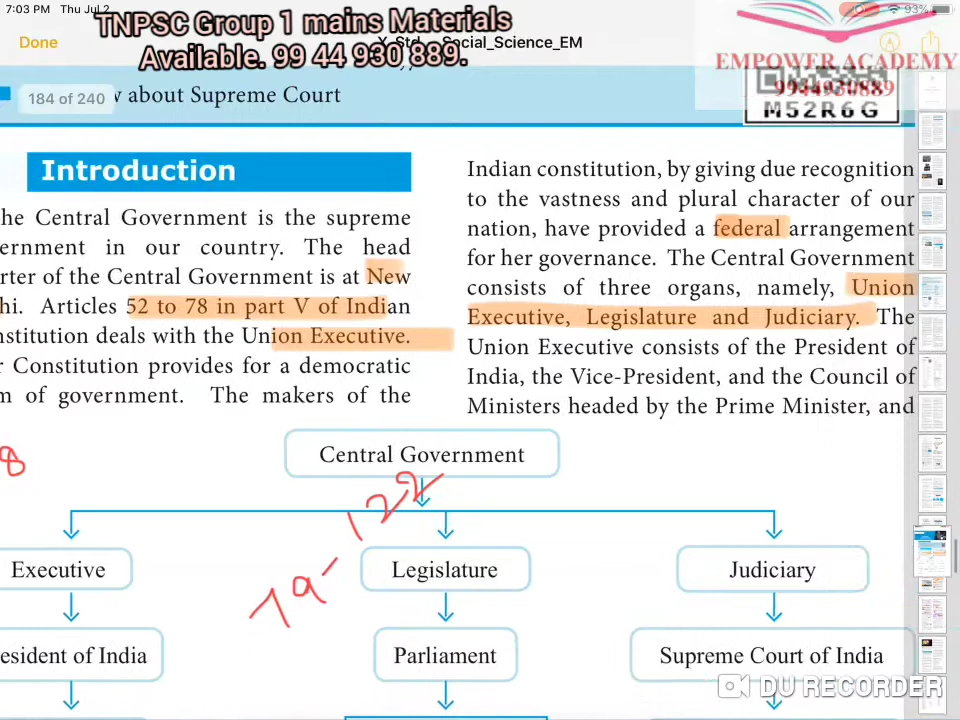 7:03 PM Thu Jul 2
93%
TNPSC Group 1 mains Materials
Available. 99 44 930 889.
Done
Social_Science_EM
EMPOWER ACADEMY
9944930889
M52R6G
184 of 240
w about Supreme Court
Introduction
he Central Government is the supreme
ernment in our country. The head
rter of the Central Government is at New
hi. Articles 52 to 78 in part V of Indian
nstitution deals with the Union Executive.
r Constitution provides for a democratic
m of government. The makers of the
Indian constitution, by giving due recognition
to the vastness and plural character of our
nation, have provided a federal arrangement
for her governance. The Central Government
consists of three organs, namely, Union
Executive, Legislature and Judiciary. The
Union Executive consists of the President of
India, the Vice-President, and the Council of
Ministers headed by the Prime Minister, and
8
Central Government
79-122
Executive
Legislature
Judiciary
esident of India
Parliament
Supreme Court of India
DU RECORDER